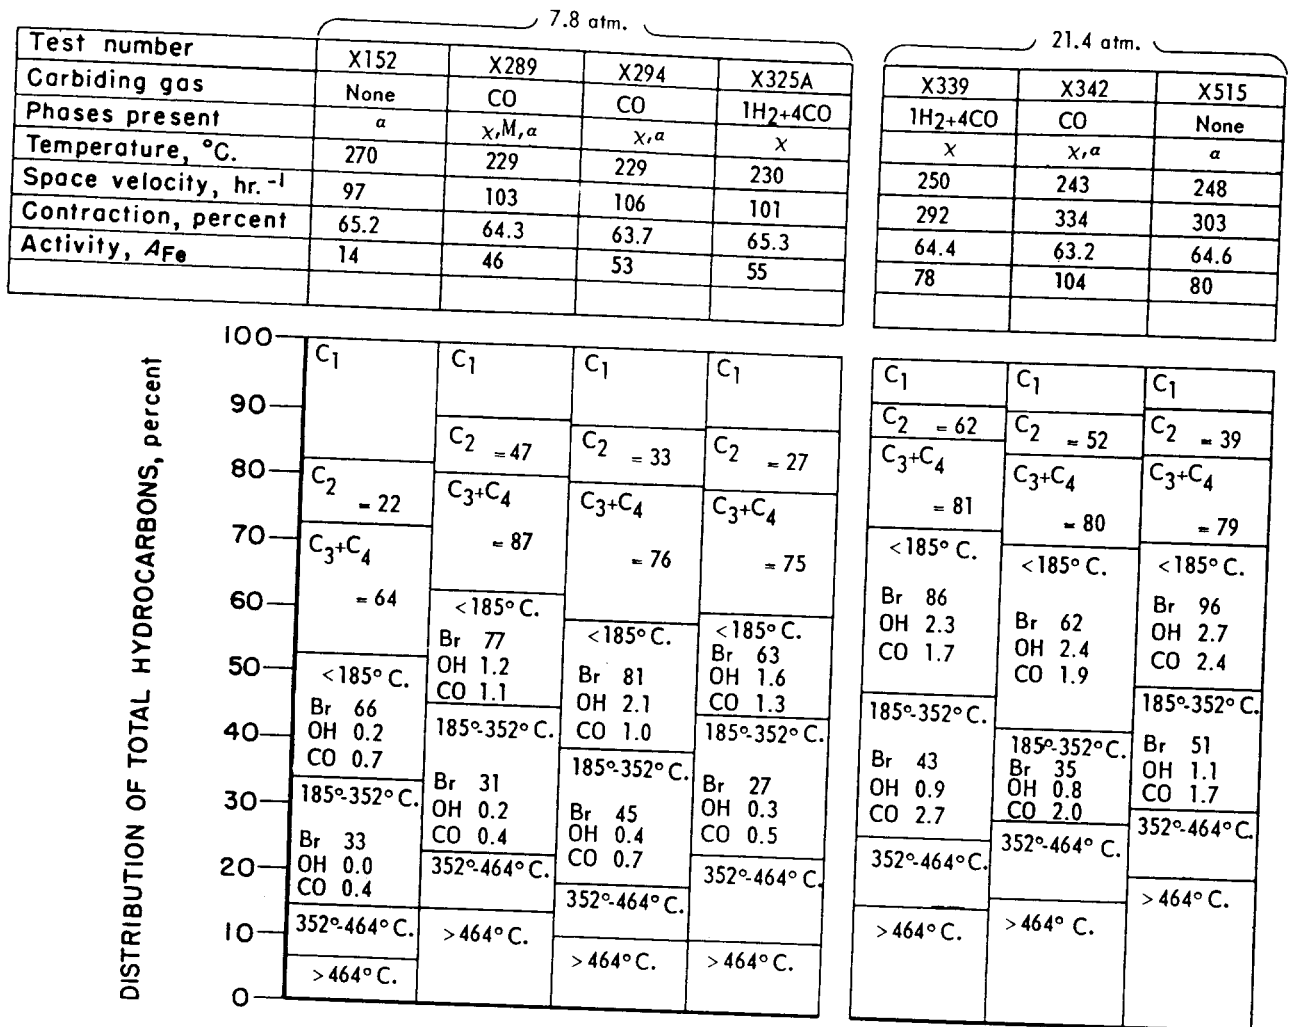 7.8 atm.
21.4 atm.
Test number X152 X289 X294 X325A X339 X342 X515
Carbiding gas None CO CO 1H2+4CO 1H2+4CO CO None
Phases present α χ,M,α χ,α χ χ χ,α α
Temperature, °C. 270 229 229 230 250 243 248
Space velocity, hr.⁻¹ 97 103 106 101 292 334 303
Contraction, percent 65.2 64.3 63.7 65.3 64.4 63.2 64.6
Activity, AFe 14 46 53 55 78 104 80
DISTRIBUTION OF TOTAL HYDROCARBONS, percent
100
90
80
70
60
50
40
30
20
10
0
C1
C2
= 22
C3+C4
= 64
<185° C.
Br 66
OH 0.2
CO 0.7
185°-352° C.
Br 33
OH 0.0
CO 0.4
352°-464° C.
>464° C.
C1
C2 = 47
C3+C4
= 87
<185° C.
Br 77
OH 1.2
CO 1.1
185°-352° C.
Br 31
OH 0.2
CO 0.4
352°-464° C.
>464° C.
C1
C2 = 33
C3+C4
= 76
<185° C.
Br 81
OH 2.1
CO 1.0
185°-352° C.
Br 45
OH 0.4
CO 0.7
352°-464° C.
>464° C.
C1
C2 = 27
C3+C4
= 75
<185° C.
Br 63
OH 1.6
CO 1.3
185°-352° C.
Br 27
OH 0.3
CO 0.5
352°-464° C.
>464° C.
C1
C2 = 62
C3+C4
= 81
<185° C.
Br 86
OH 2.3
CO 1.7
185°-352° C.
Br 43
OH 0.9
CO 2.7
352°-464° C.
>464° C.
C1
C2 = 52
C3+C4
= 80
<185° C.
Br 62
OH 2.4
CO 1.9
185°-352° C.
Br 35
OH 0.8
CO 2.0
352°-464° C.
>464° C.
C1
C2 = 39
C3+C4
= 79
<185° C.
Br 96
OH 2.7
CO 2.4
185°-352° C.
Br 51
OH 1.1
CO 1.7
352°-464° C.
>464° C.